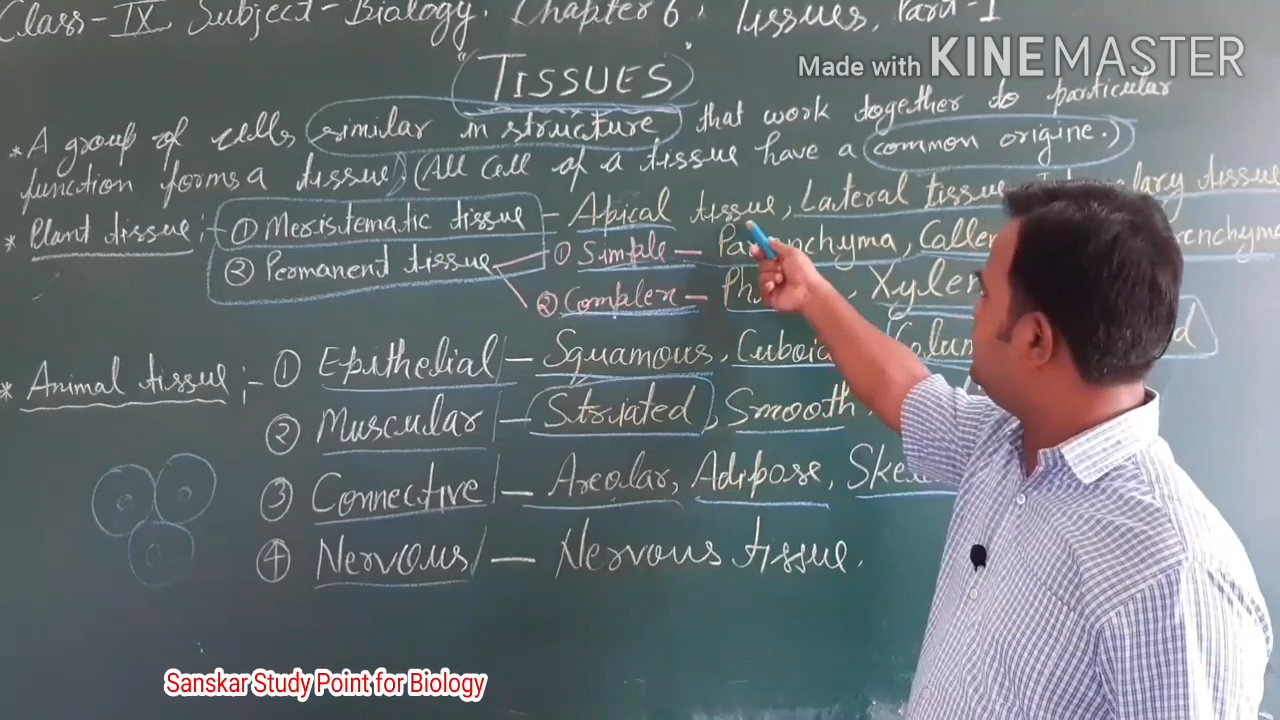 Class-IX Subject-Biology. Chapter 6. Tissues, Part-1
Made with KINEMASTER
"TISSUES"
* A group of cells similar in structure that work together to particular
function forms a tissue (All cell of a tissue have a common origine.)
* Plant tissue :- ① Meristematic tissue - Apical tissue, Lateral tissue, tissue
② Permanent tissue ① Simple - Parenchyma,
② Complex -
* Animal tissue :- ① Epithelial - Squamous,
② Muscular - Striated, Smooth
③ Connective - Areolar, Adipose,
④ Nervous - Nervous tissue.
Sanskar Study Point for Biology